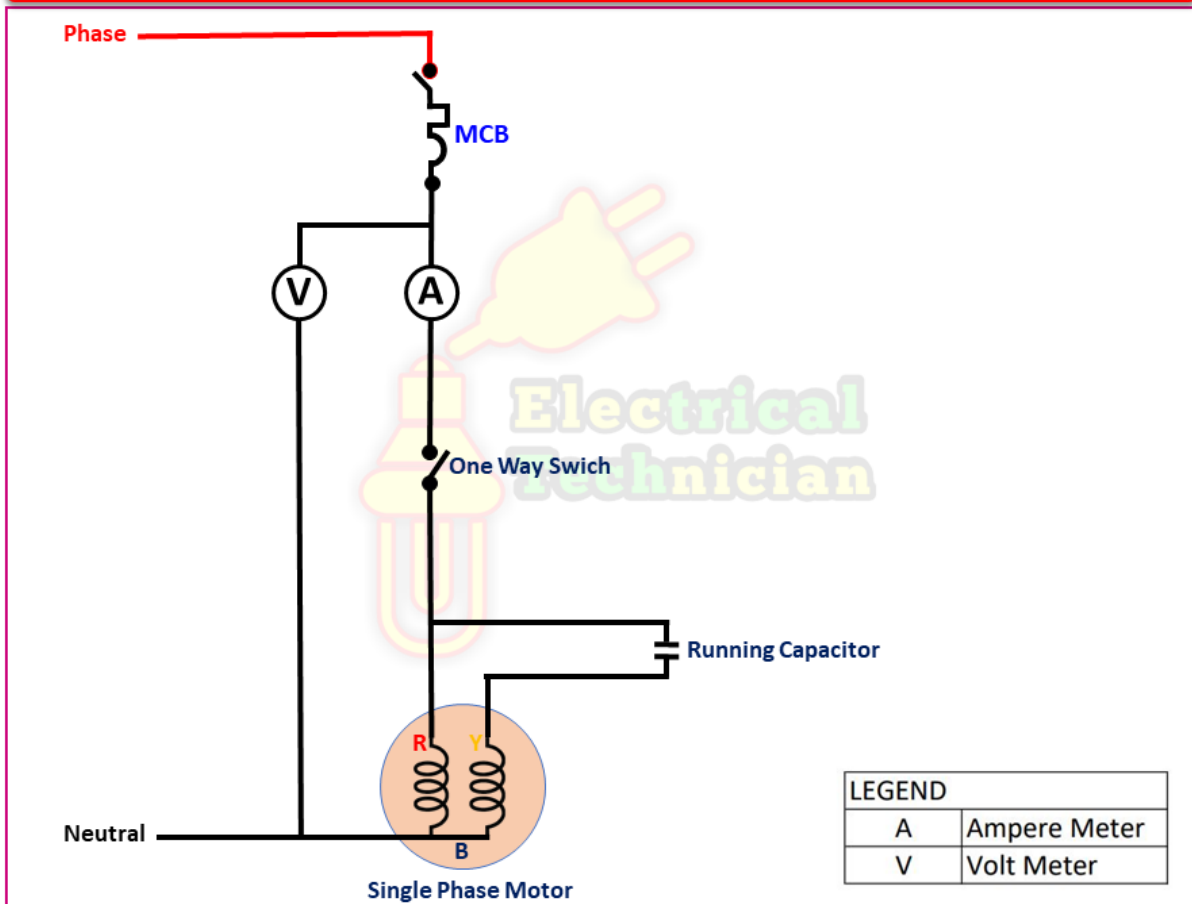 Phase
MCB
V
A
Electrical
Technician
One Way Swich
Running Capacitor
R
Y
Neutral
B
Single Phase Motor
LEGEND
A Ampere Meter
V Volt Meter